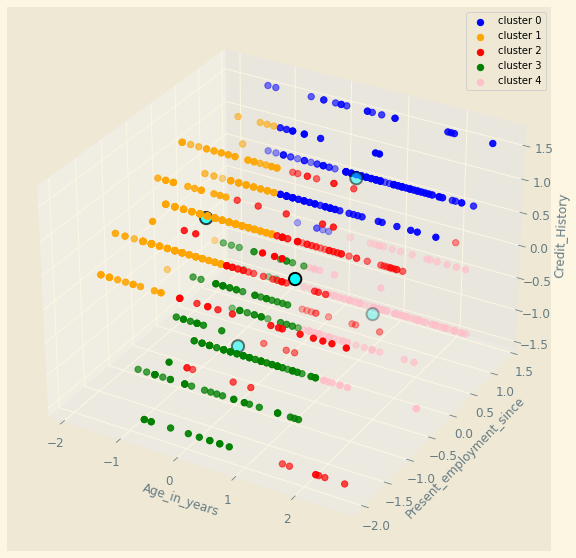 cluster 0
cluster 1
cluster 2
cluster 3
cluster 4
1.5
1.0
0.5
0.0
−0.5
−1.0
−1.5
Credit_History
1.5
1.0
0.5
0.0
−0.5
−1.0
−1.5
−2.0
Present_employment_since
−2
−1
0
1
2
Age_in_years